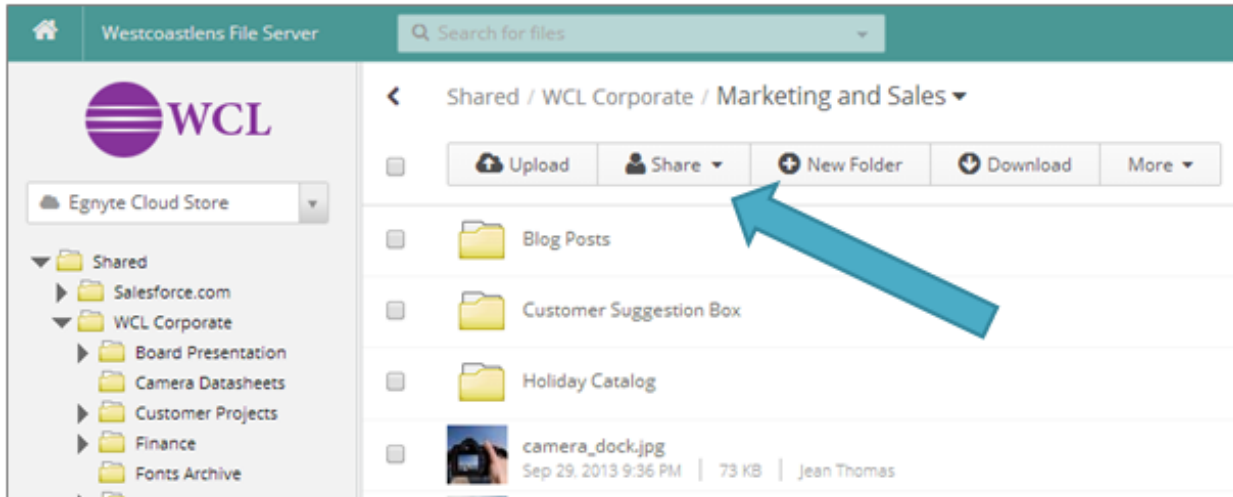 Westcoastlens File Server
Search for files
WCL
Egnyte Cloud Store
Shared
Salesforce.com
WCL Corporate
Board Presentation
Camera Datasheets
Customer Projects
Finance
Fonts Archive
Shared / WCL Corporate / Marketing and Sales
Upload Share New Folder Download More
Blog Posts
Customer Suggestion Box
Holiday Catalog
camera_dock.jpg
Sep 29, 2013 9:36 PM | 73 KB | Jean Thomas